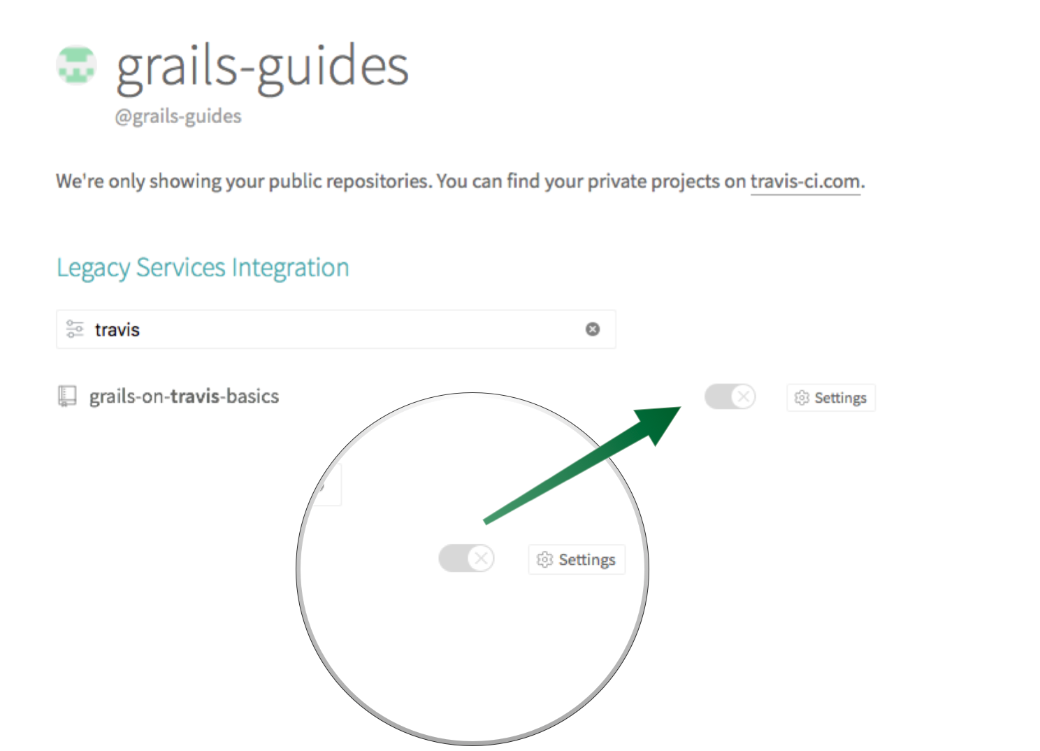 grails-guides
@grails-guides
We're only showing your public repositories. You can find your private projects on travis-ci.com.
Legacy Services Integration
travis
grails-on-travis-basics
Settings
Settings